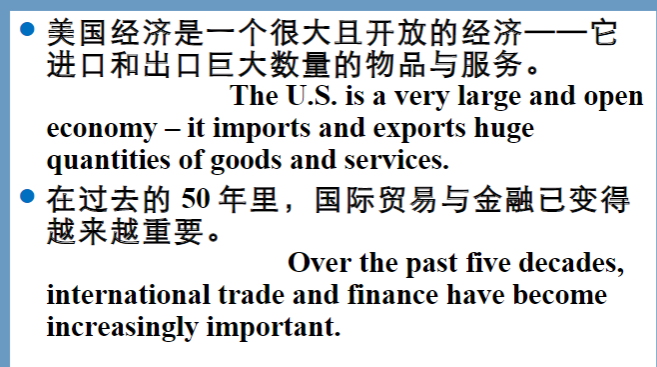 美国经济是一个很大且开放的经济——它
进口和出口巨大数量的物品与服务。
The U.S. is a very large and open
economy – it imports and exports huge
quantities of goods and services.
在过去的 50 年里，国际贸易与金融已变得
越来越重要。
Over the past five decades,
international trade and finance have become
increasingly important.